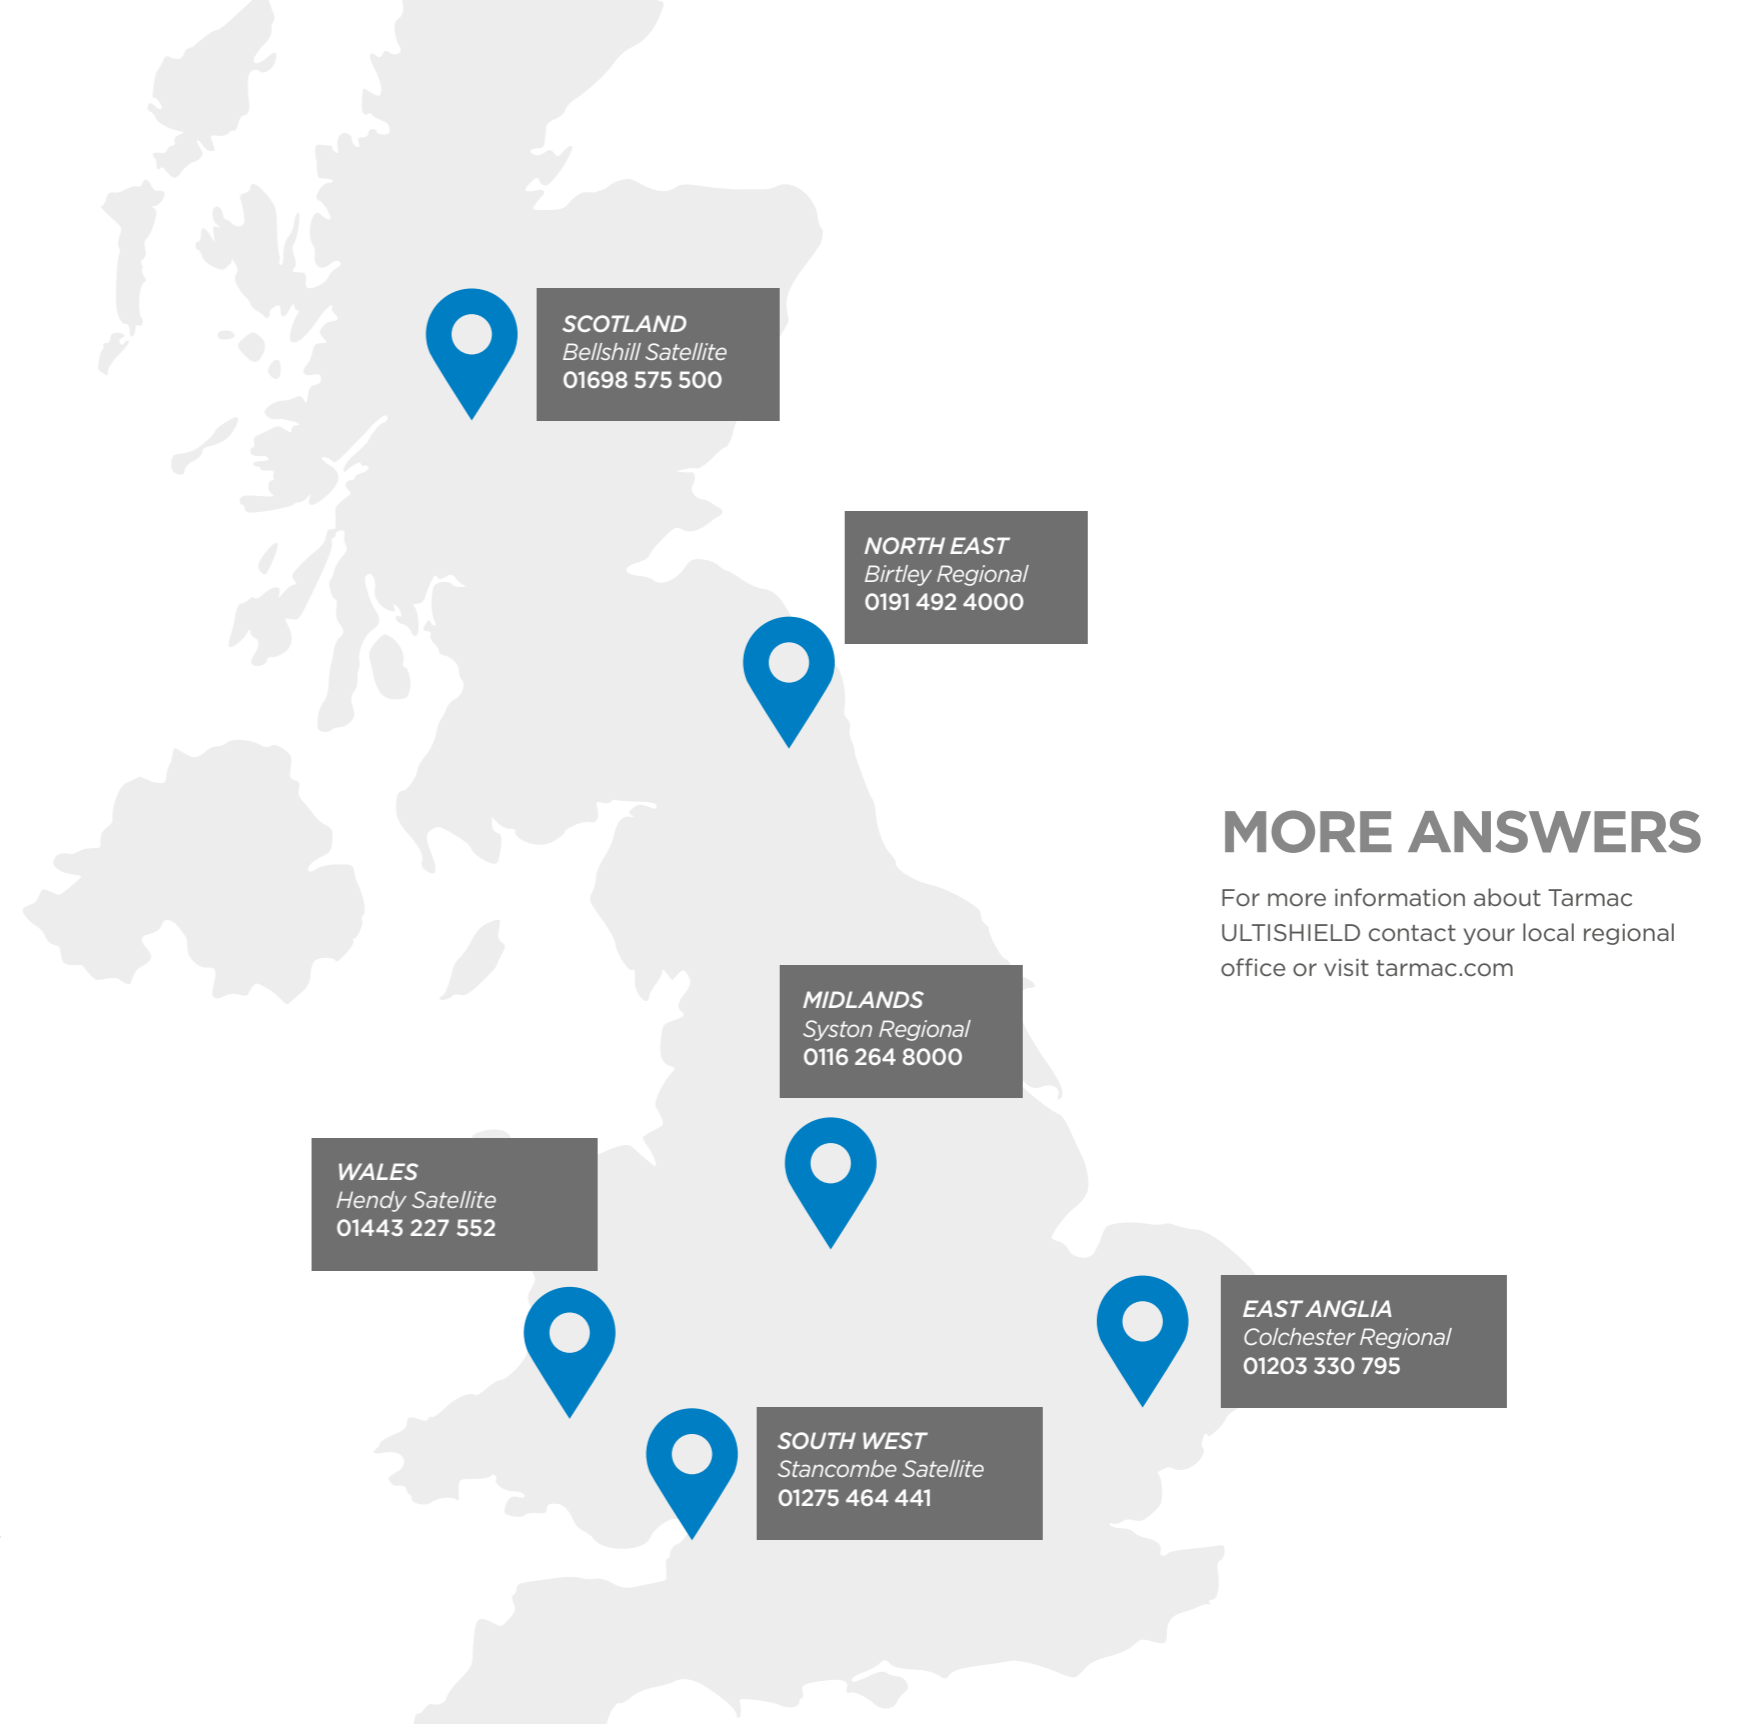 SCOTLAND
Bellshill Satellite
01698 575 500
NORTH EAST
Birtley Regional
0191 492 4000
MORE ANSWERS
For more information about Tarmac
ULTISHIELD contact your local regional
office or visit tarmac.com
MIDLANDS
Syston Regional
0116 264 8000
WALES
Hendy Satellite
01443 227 552
EAST ANGLIA
Colchester Regional
01203 330 795
SOUTH WEST
Stancombe Satellite
01275 464 441